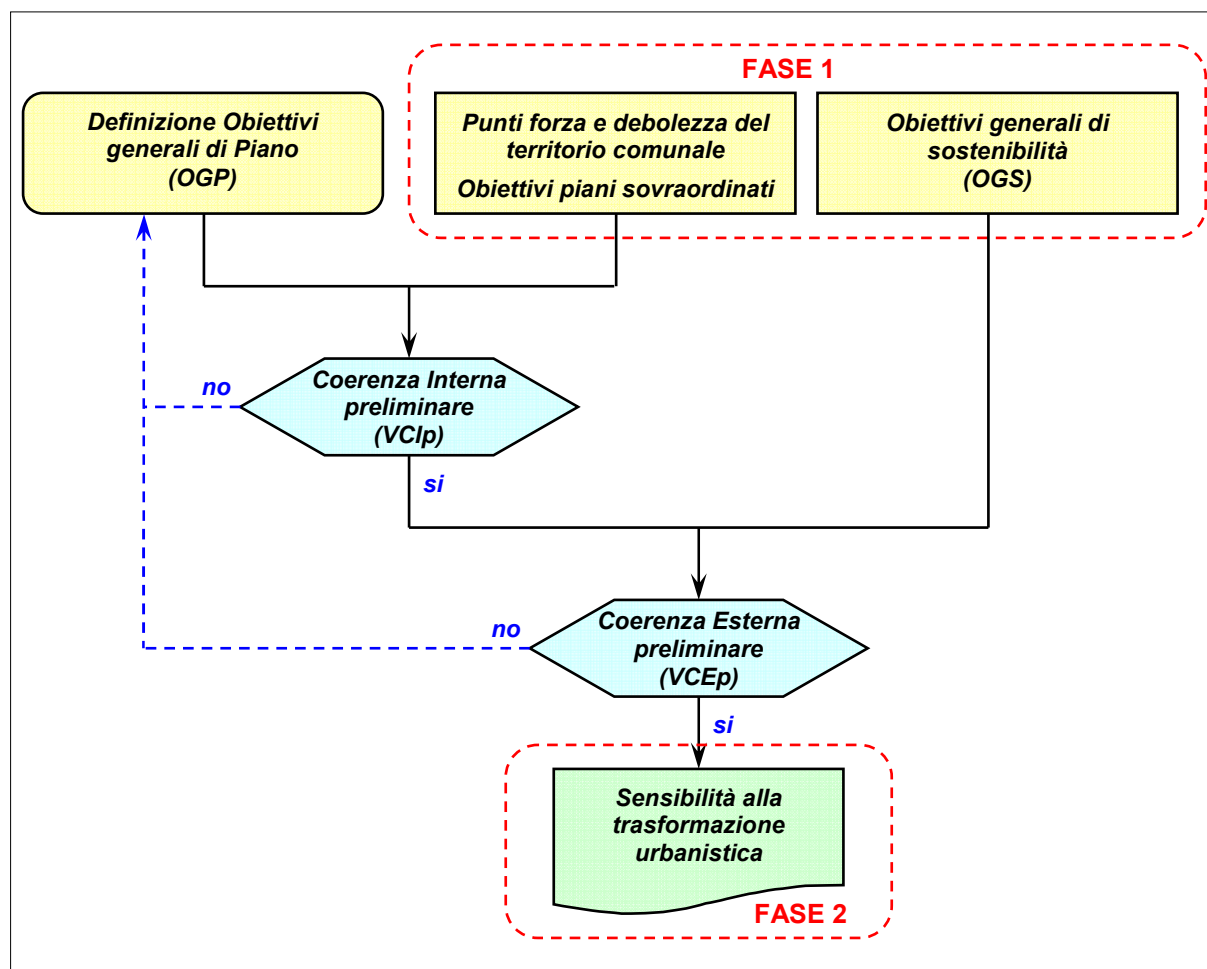 FASE 1
Definizione Obiettivi
generali di Piano
(OGP)
Punti forza e debolezza del
territorio comunale
Obiettivi piani sovraordinati
Obiettivi generali di
sostenibilità
(OGS)
Coerenza Interna
preliminare
(VCIp)
no
si
Coerenza Esterna
preliminare
(VCEp)
no
si
Sensibilità alla
trasformazione
urbanistica
FASE 2